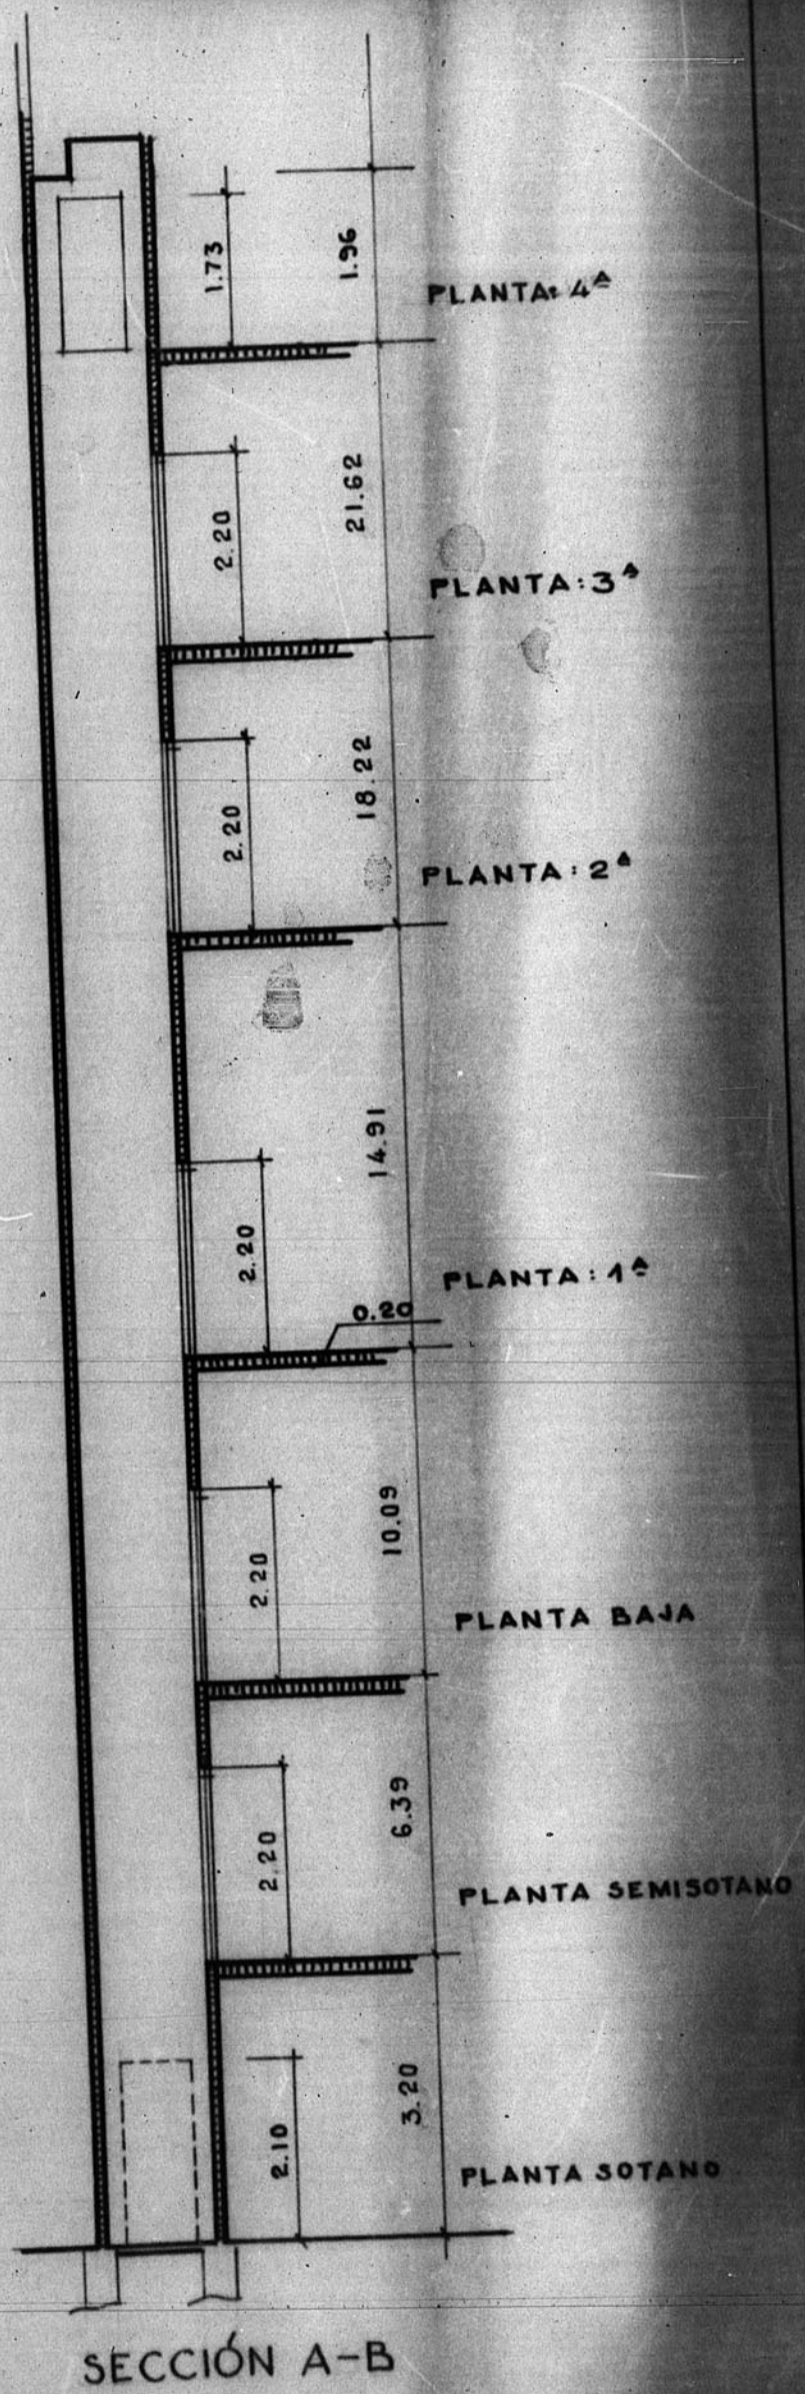 1.73
1.96
PLANTA: 4ª
2.20
21.62
PLANTA: 3ª
2.20
18.22
PLANTA: 2ª
2.20
14.91
PLANTA: 1ª
0.20
2.20
10.09
PLANTA BAJA
2.20
6.39
PLANTA SEMISOTANO
2.10
3.20
PLANTA SOTANO
SECCIÓN A-B